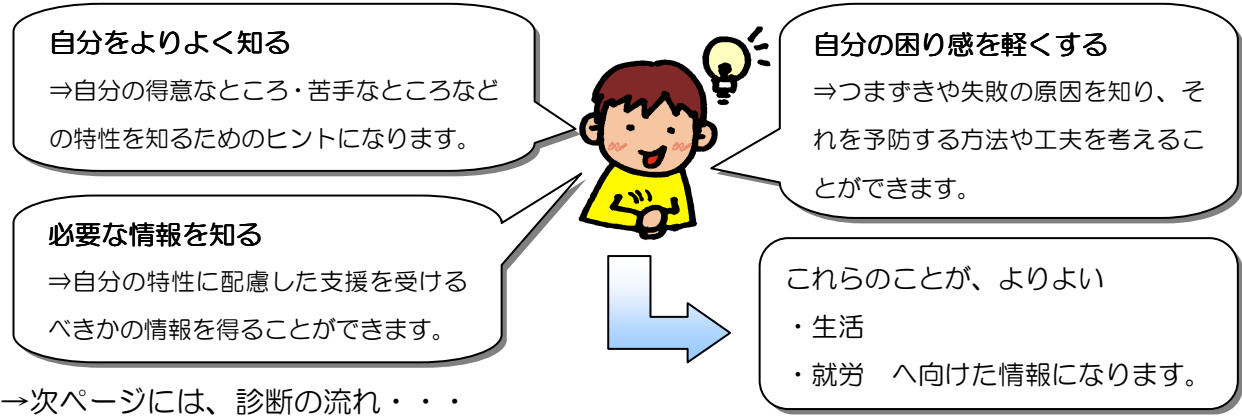 自分をよりよく知る
⇒自分の得意なところ・苦手なところなど
の特性を知るためのヒントになります。
自分の困り感を軽くする
⇒つまずきや失敗の原因を知り、そ
れを予防する方法や工夫を考えるこ
とができます。
必要な情報を知る
⇒自分の特性に配慮した支援を受ける
べきかの情報を得ることができます。
これらのことが、よりよい
・生活
・就労　へ向けた情報になります。
→次ページには、診断の流れ・・・